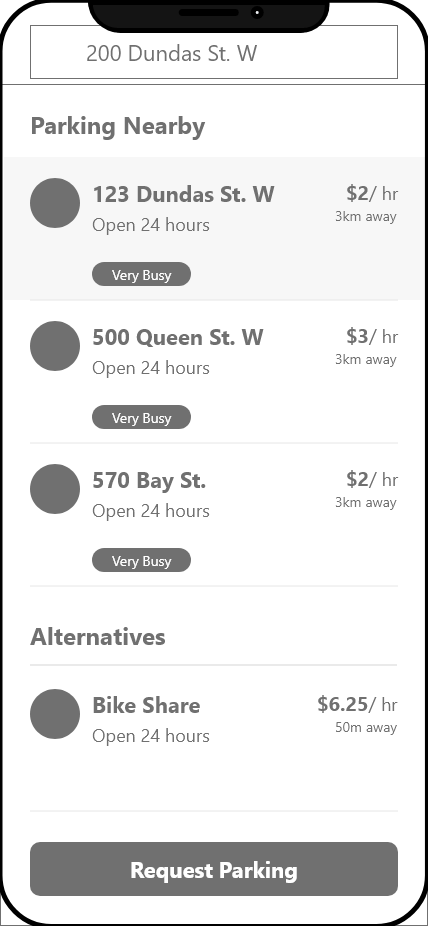 200 Dundas St. W
Parking Nearby
123 Dundas St. W
$2/ hr
Open 24 hours
3km away
Very Busy
500 Queen St. W
$3/ hr
Open 24 hours
3km away
Very Busy
570 Bay St.
$2/ hr
Open 24 hours
3km away
Very Busy
Alternatives
Bike Share
$6.25/ hr
Open 24 hours
50m away
Request Parking